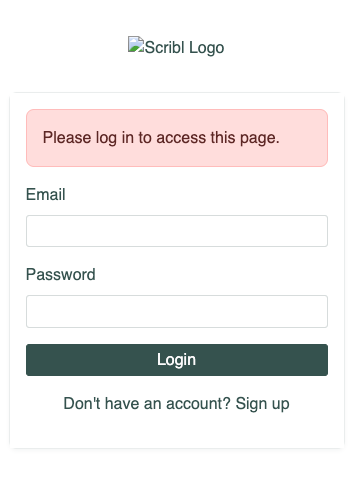 Scribl Logo
Please log in to access this page.
Email
Password
Login
Don't have an account? Sign up